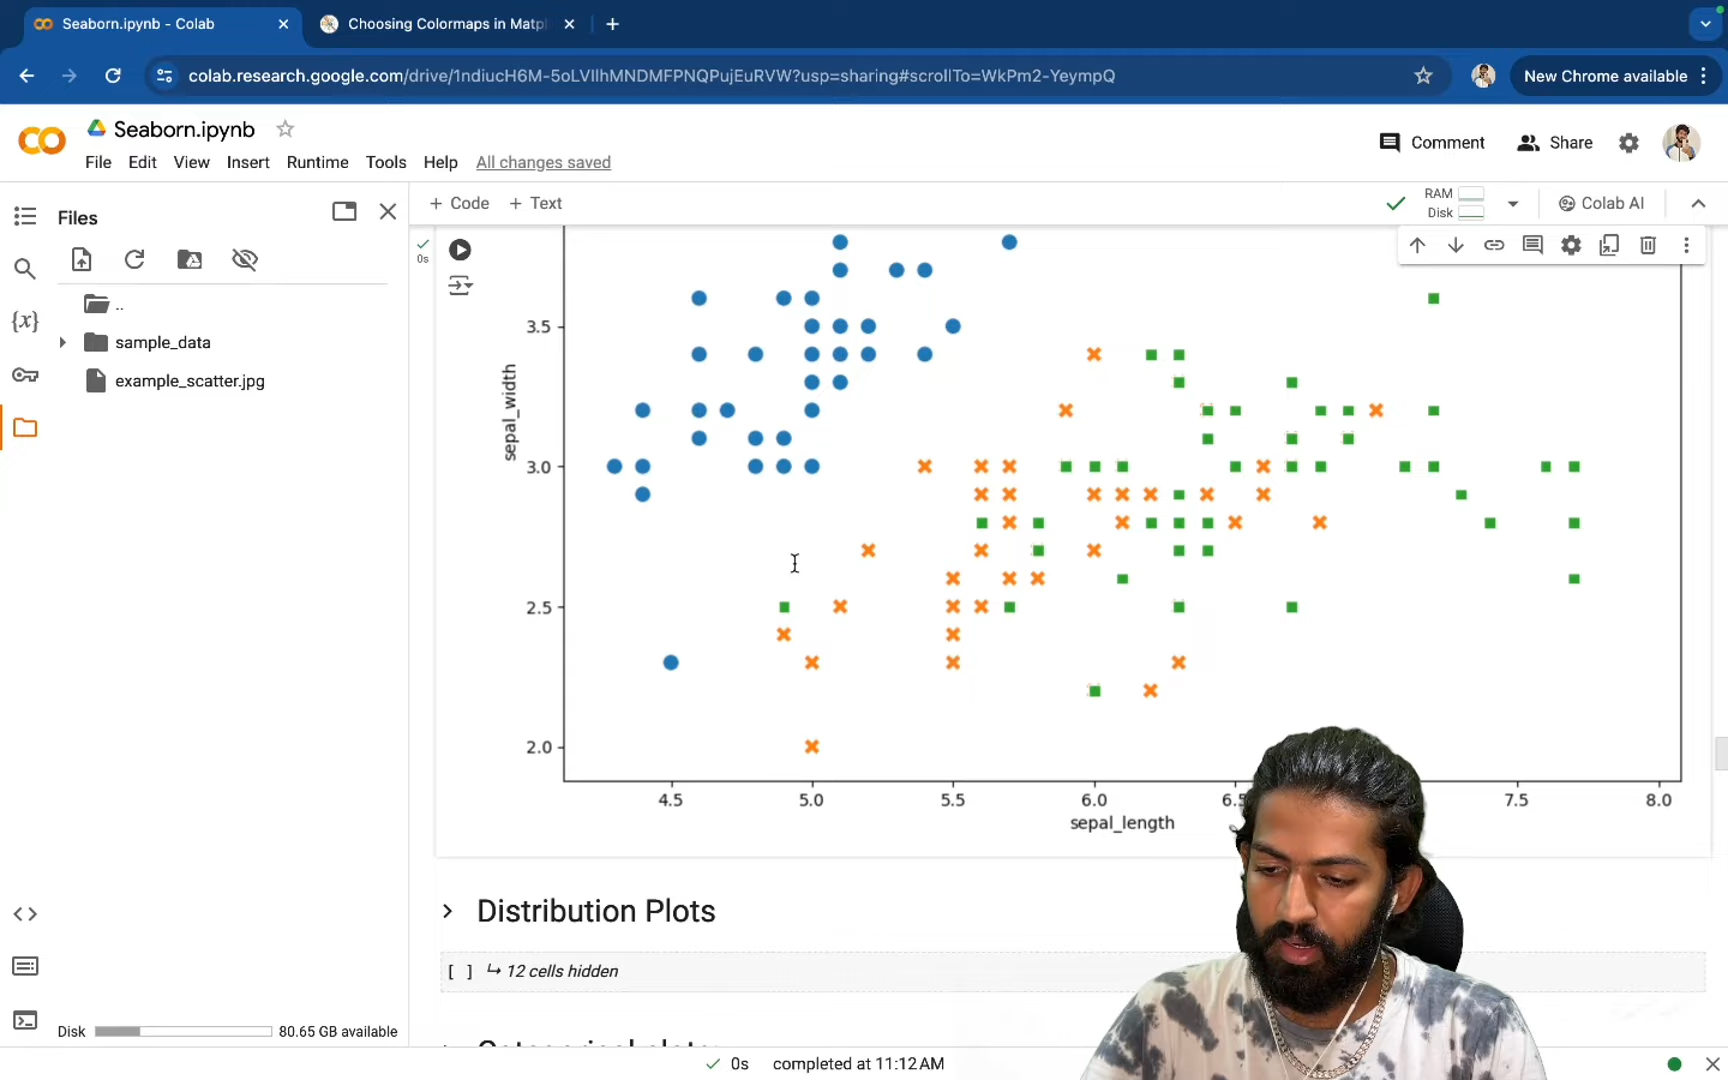 Seaborn.ipynb - Colab
Choosing Colormaps in Matpl
colab.research.google.com/drive/1ndiucH6M-5oLVIlhMNDMFPNQPujEuRVW?usp=sharing#scrollTo=WkPm2-YeympQ
New Chrome available
Seaborn.ipynb
Comment
Share
File Edit View Insert Runtime Tools Help All changes saved
Files
+ Code + Text
RAM
Disk
Colab AI
0s
..
sample_data
example_scatter.jpg
{x}
3.5
3.0
2.5
2.0
sepal_width
4.5 5.0 5.5 6.0 6.5 7.5 8.0
sepal_length
Distribution Plots
[ ] 12 cells hidden
Categorical plots
Disk 80.65 GB available
0s completed at 11:12 AM